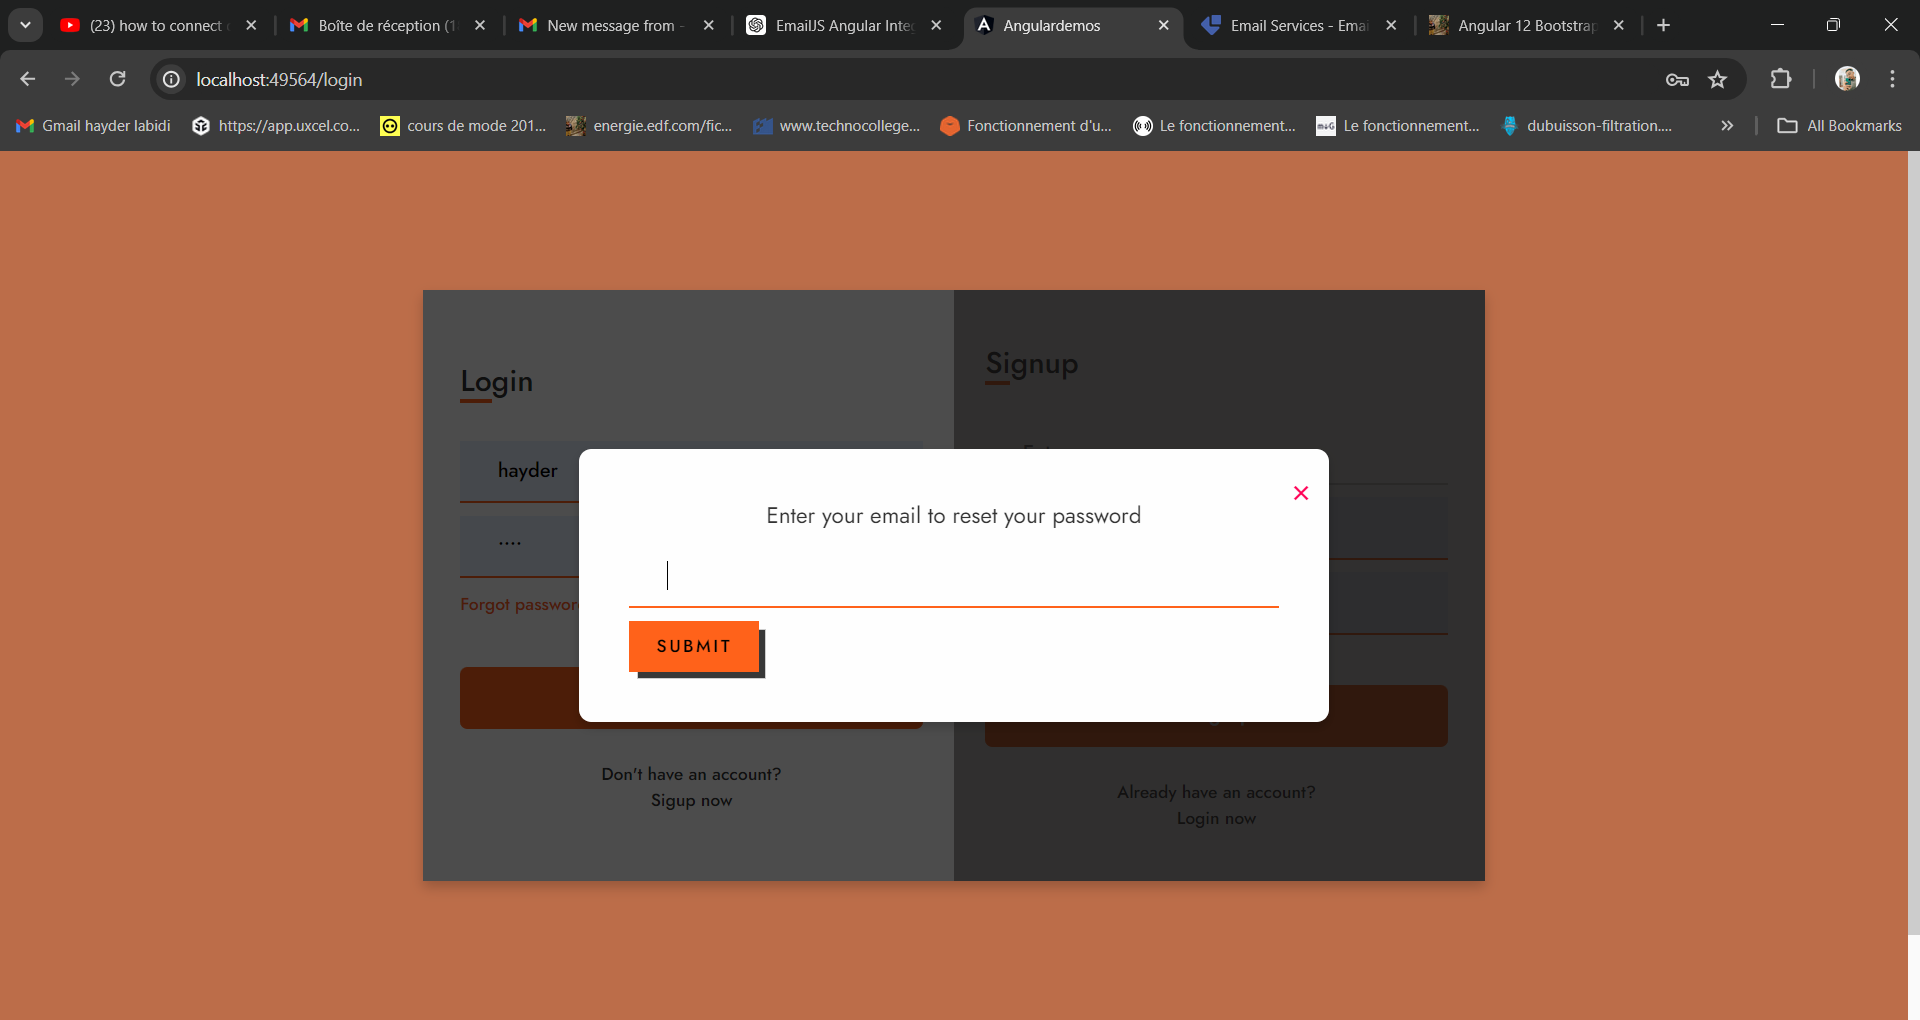 (23) how to connect
Boîte de réception (1
New message from -
EmailJS Angular Inte
Angulardemos
Email Services - Emai
Angular 12 Bootstrap
localhost:49564/login
Gmail hayder labidi
https://app.uxcel.co...
cours de mode 201...
energie.edf.com/fic...
www.technocollege...
Fonctionnement d'u...
Le fonctionnement...
Le fonctionnement...
dubuisson-filtration....
All Bookmarks
Login
Signup
hayder
....
Forgot passwor
Enter your email to reset your password
SUBMIT
Don't have an account?
Sigup now
Already have an account?
Login now